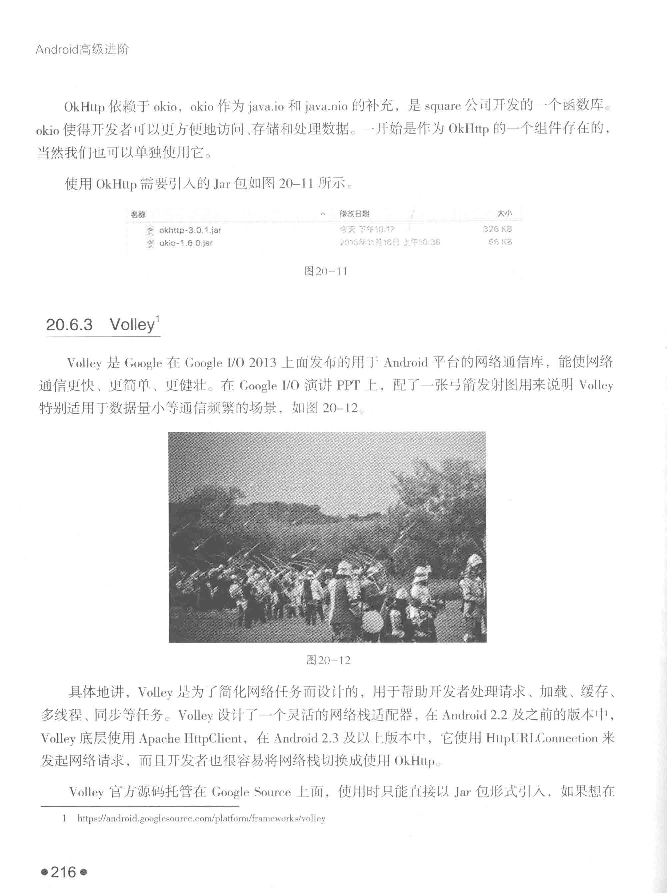 Android高级进阶
OkHttp 依赖于 okio，okio 作为 java.io 和 java.nio 的补充，是 square 公司开发的一个函数库。
okio 使得开发者可以更方便地访问、存储和处理数据。一开始是作为 OkHttp 的一个组件存在的，
当然我们也可以单独使用它。
使用 OkHttp 需要引入的 Jar 包如图 20-11 所示。
名称 修改日期 大小
okhttp-3.0.1.jar 今天 下午10:12 326 KB
okio-1.6.0.jar 上午10:36 66 KB
图20-11
20.6.3 Volley1
Volley 是 Google 在 Google I/O 2013 上面发布的用于 Android 平台的网络通信库，能使网络
通信更快、更简单、更健壮。在 Google I/O 演讲 PPT 上，配了一张弓箭发射图用来说明 Volley
特别适用于数据量小等通信频繁的场景，如图 20-12。
图20-12
具体地讲，Volley 是为了简化网络任务而设计的，用于帮助开发者处理请求、加载、缓存、
多线程、同步等任务。Volley 设计了一个灵活的网络栈适配器，在 Android 2.2 及之前的版本中，
Volley 底层使用 Apache HttpClient，在 Android 2.3 及以上版本中，它使用 HttpURLConnection 来
发起网络请求，而且开发者也很容易将网络栈切换成使用 OkHttp。
Volley 官方源码托管在 Google Source 上面，使用时只能直接以 Jar 包形式引入，如果想在
1 https://android.googlesource.com/platform/frameworks/volley
●216●